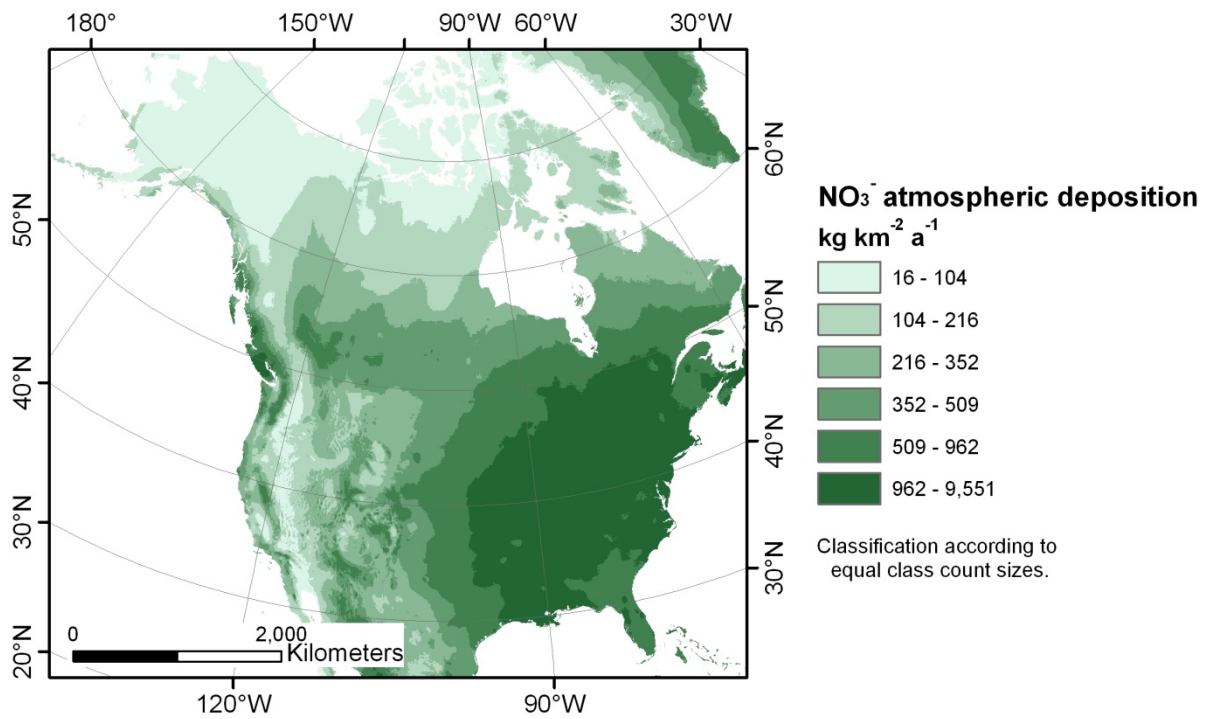 180° 150°W 90°W 60°W 30°W
60°N
50°N
50°N
40°N
40°N
30°N
30°N
20°N
120°W 90°W
0 2,000
Kilometers
NO₃⁻ atmospheric deposition
kg km⁻² a⁻¹
16 - 104
104 - 216
216 - 352
352 - 509
509 - 962
962 - 9,551
Classification according to
equal class count sizes.